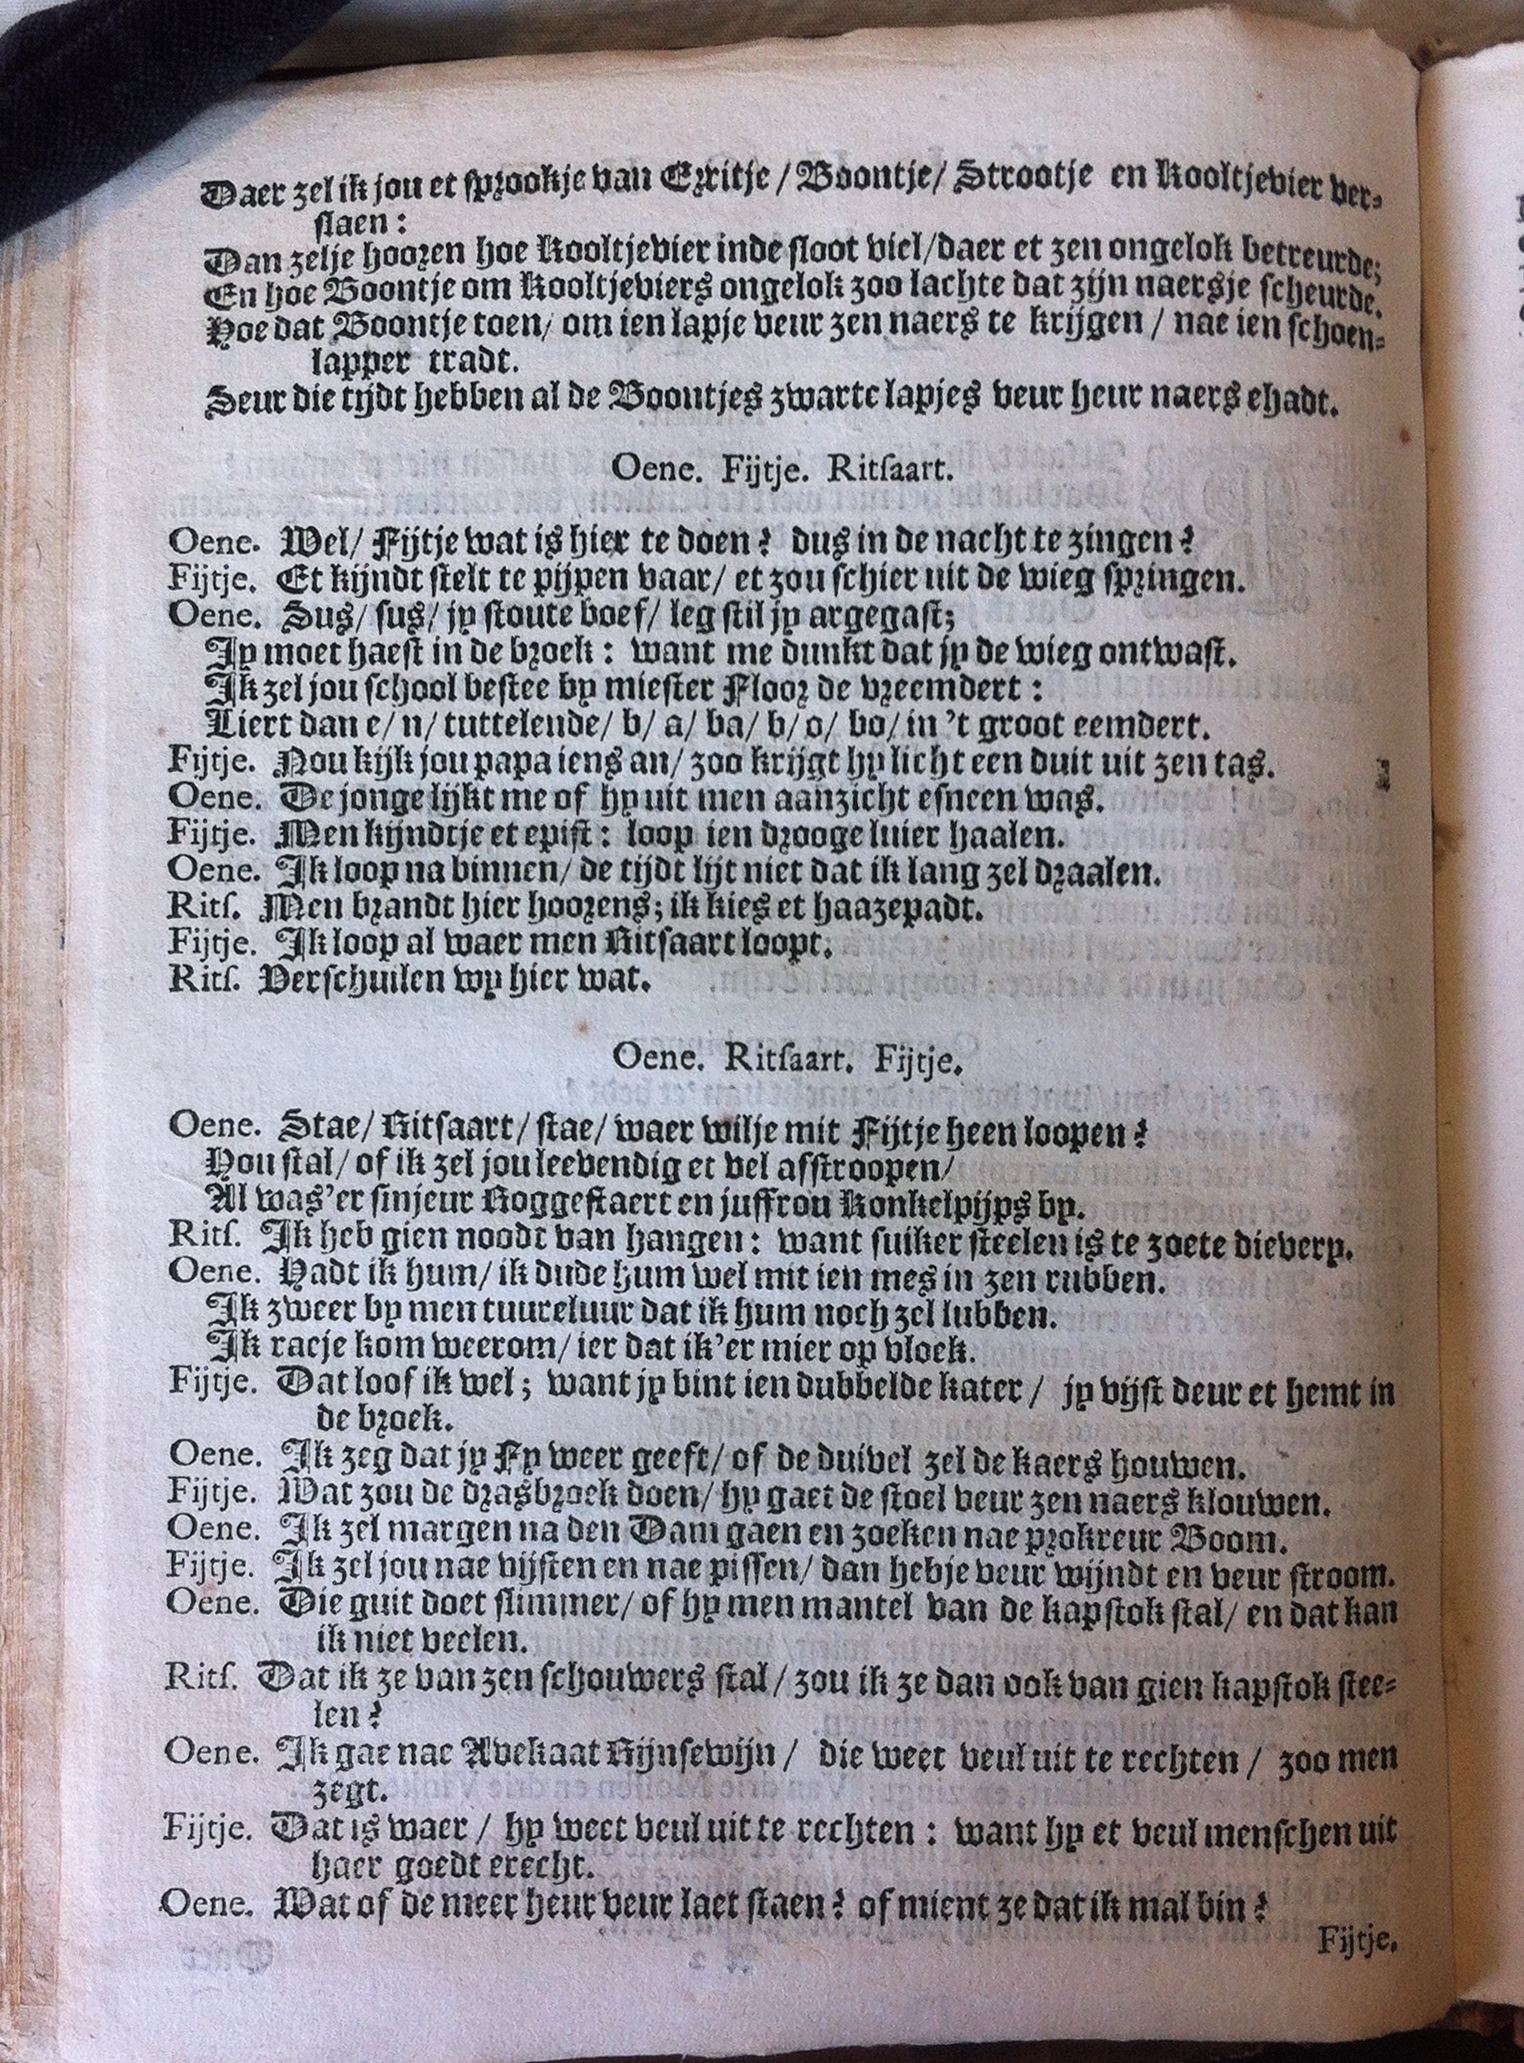 Daer zel ik jou et sprookje van Erritje / Boontje / Strootje en Kooltjevier ver-
slaen:
Dan zelje hooren hoe Kooltjevier inde sloot viel / daer et zen ongelok betreurde;
En hoe Boontje om Kooltjeviers ongelok zoo lachte dat zijn naersje scheurde.
Hoe dat Boontje toen / om ien lapje veur zen naers te krijgen / nae ien schoen-
lapper tradt.
Seur die tijdt hebben al de Boontjes zwarte lapjes veur heur naers ehadt.
Oene. Fijtje. Ritsaart.
Oene. Wel / Fijtje wat is hier te doen? dus in de nacht te zingen?
Fijtje. Et kijndt stelt te pijpen vaar / et zou schier uit de wieg springen.
Oene. Sus / sus / jy stoute boef / leg stil jy argegast;
Jy moet haest in de broek: want me dunkt dat jy de wieg ontwast.
Ik zel jou school bestee by miester Floor de vreemdert:
Liert dan e / n / tuttelende / b / a / ba / b / o / bo / in 't groot eemdert.
Fijtje. Nou kijk jou papa iens an / zoo krijgt hy licht een duit uit zen tas.
Oene. De jonge lijkt me of hy uit men aanzicht esneen was.
Fijtje. Men kijndtje et epist: loop ien drooge luier haalen.
Oene. Ik loop na binnen / de tijdt lijt niet dat ik lang zel draalen.
Rits. Men brandt hier hoorens; ik kies et haazepadt.
Fijtje. Ik loop al waer men Ritsaart loopt.
Rits. Verschuilen wy hier wat.
Oene. Ritsaart. Fijtje.
Oene. Stae / Ritsaart / stae / waer wilje mit Fijtje heen loopen?
Hou stal / of ik zel jou leevendig et vel afstroopen /
Al was'er sinjeur Roggestaert en juffrou Konkelpijps by.
Rits. Ik heb gien noodt van hangen: want suiker steelen is te zoete dievery.
Oene. Hadt ik hum / ik dude hum wel mit ien mes in zen rubben.
Ik zweer by men tuureluur dat ik hum noch zel lubben.
Ik racje kom weerom / ier dat ik'er mier op vloek.
Fijtje. Dat loof ik wel; want jy bint ien dubbelde kater / jy vijst deur et hemt in
de broek.
Oene. Ik zeg dat jy Fy weer geeft / of de duivel zel de kaers houwen.
Fijtje. Wat zou de drasbroek doen / hy gaet de stoel veur zen naers klouwen.
Oene. Ik zel margen na den Dam gaen en zoeken nae prokreur Boom.
Fijtje. Ik zel jou nae vijsten en nae pissen / dan hebje veur wijndt en veur stroom.
Oene. Die guit doet slimmer / of hy men mantel van de kapstok stal / en dat kan
ik niet veelen.
Rits. Dat ik ze van zen schouwers stal / zou ik ze dan ook van gien kapstok stee-
len?
Oene. Ik gae nae Avekaat Rijnsewijn / die weet veul uit te rechten / zoo men
zegt.
Fijtje. Dat is waer / hy weet veul uit te rechten: want hy et veul menschen uit
haer goedt erecht.
Oene. Wat of de meer heur veur laet staen? of mient ze dat ik mal bin?
Fijtje.